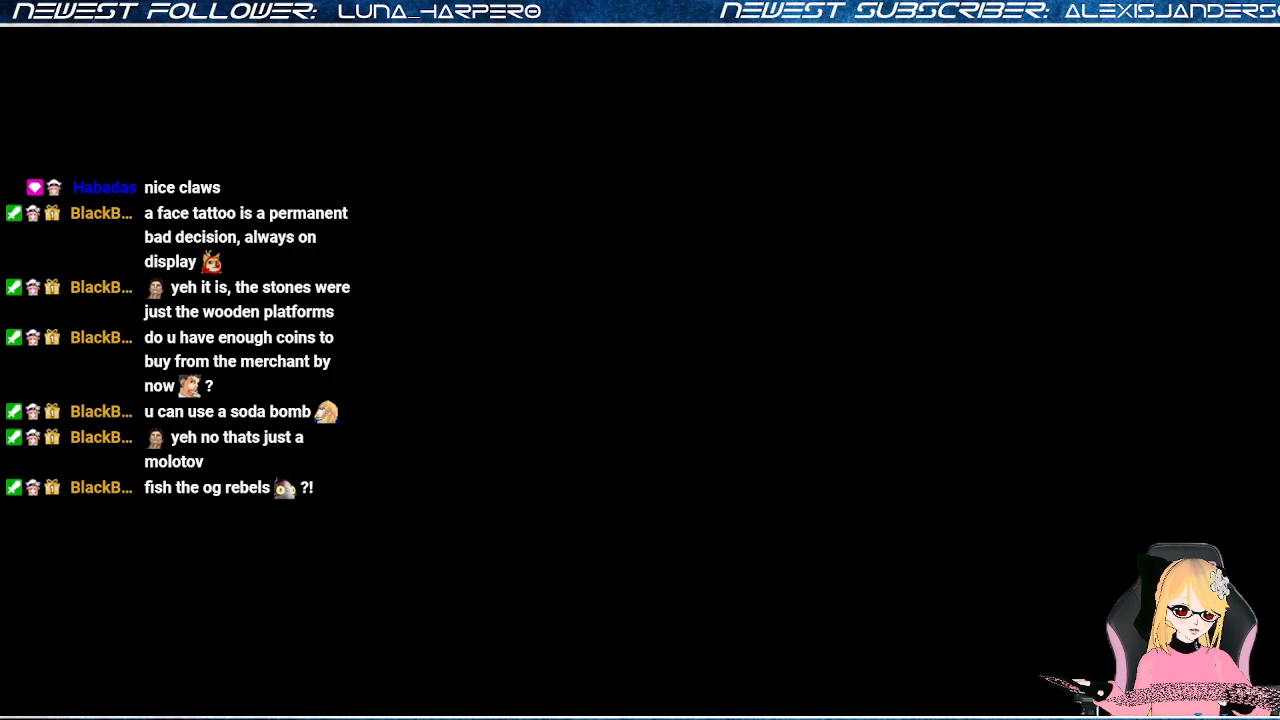 NEWEST FOLLOWER: LUNA_HARPER0 NEWEST SUBSCRIBER: ALEXISJANDERS
Habadas nice claws
BlackB... a face tattoo is a permanent
bad decision, always on
display
BlackB... yeh it is, the stones were
just the wooden platforms
BlackB... do u have enough coins to
buy from the merchant by
now ?
BlackB... u can use a soda bomb
BlackB... yeh no thats just a
molotov
BlackB... fish the og rebels ?!